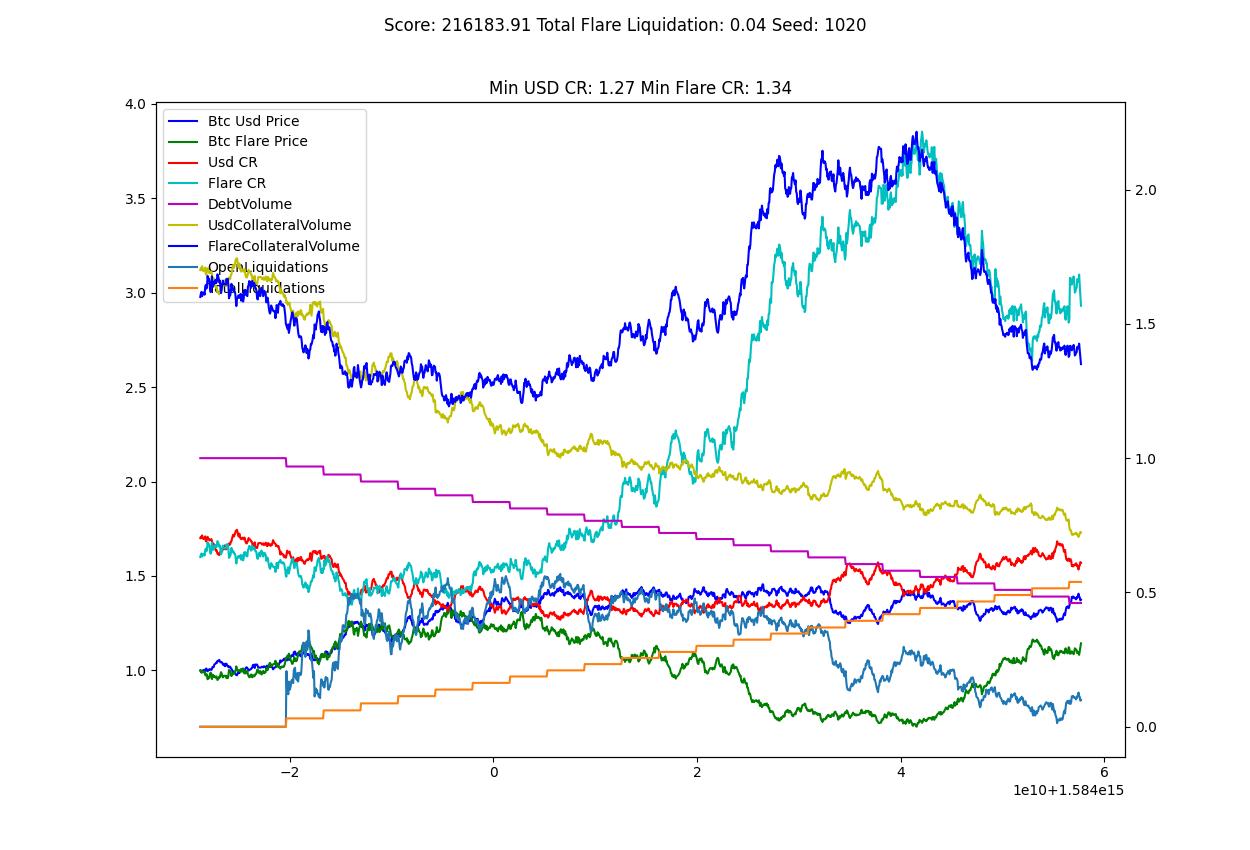 Score: 216183.91 Total Flare Liquidation: 0.04 Seed: 1020
Min USD CR: 1.27 Min Flare CR: 1.34
Btc Usd Price
Btc Flare Price
Usd CR
Flare CR
DebtVolume
UsdCollateralVolume
FlareCollateralVolume
OpenLiquidations
TotalLiquidations
4.0
3.5
3.0
2.5
2.0
1.5
1.0
2.0
1.5
1.0
0.5
0.0
−2
0
2
4
6
1e10+1.584e15